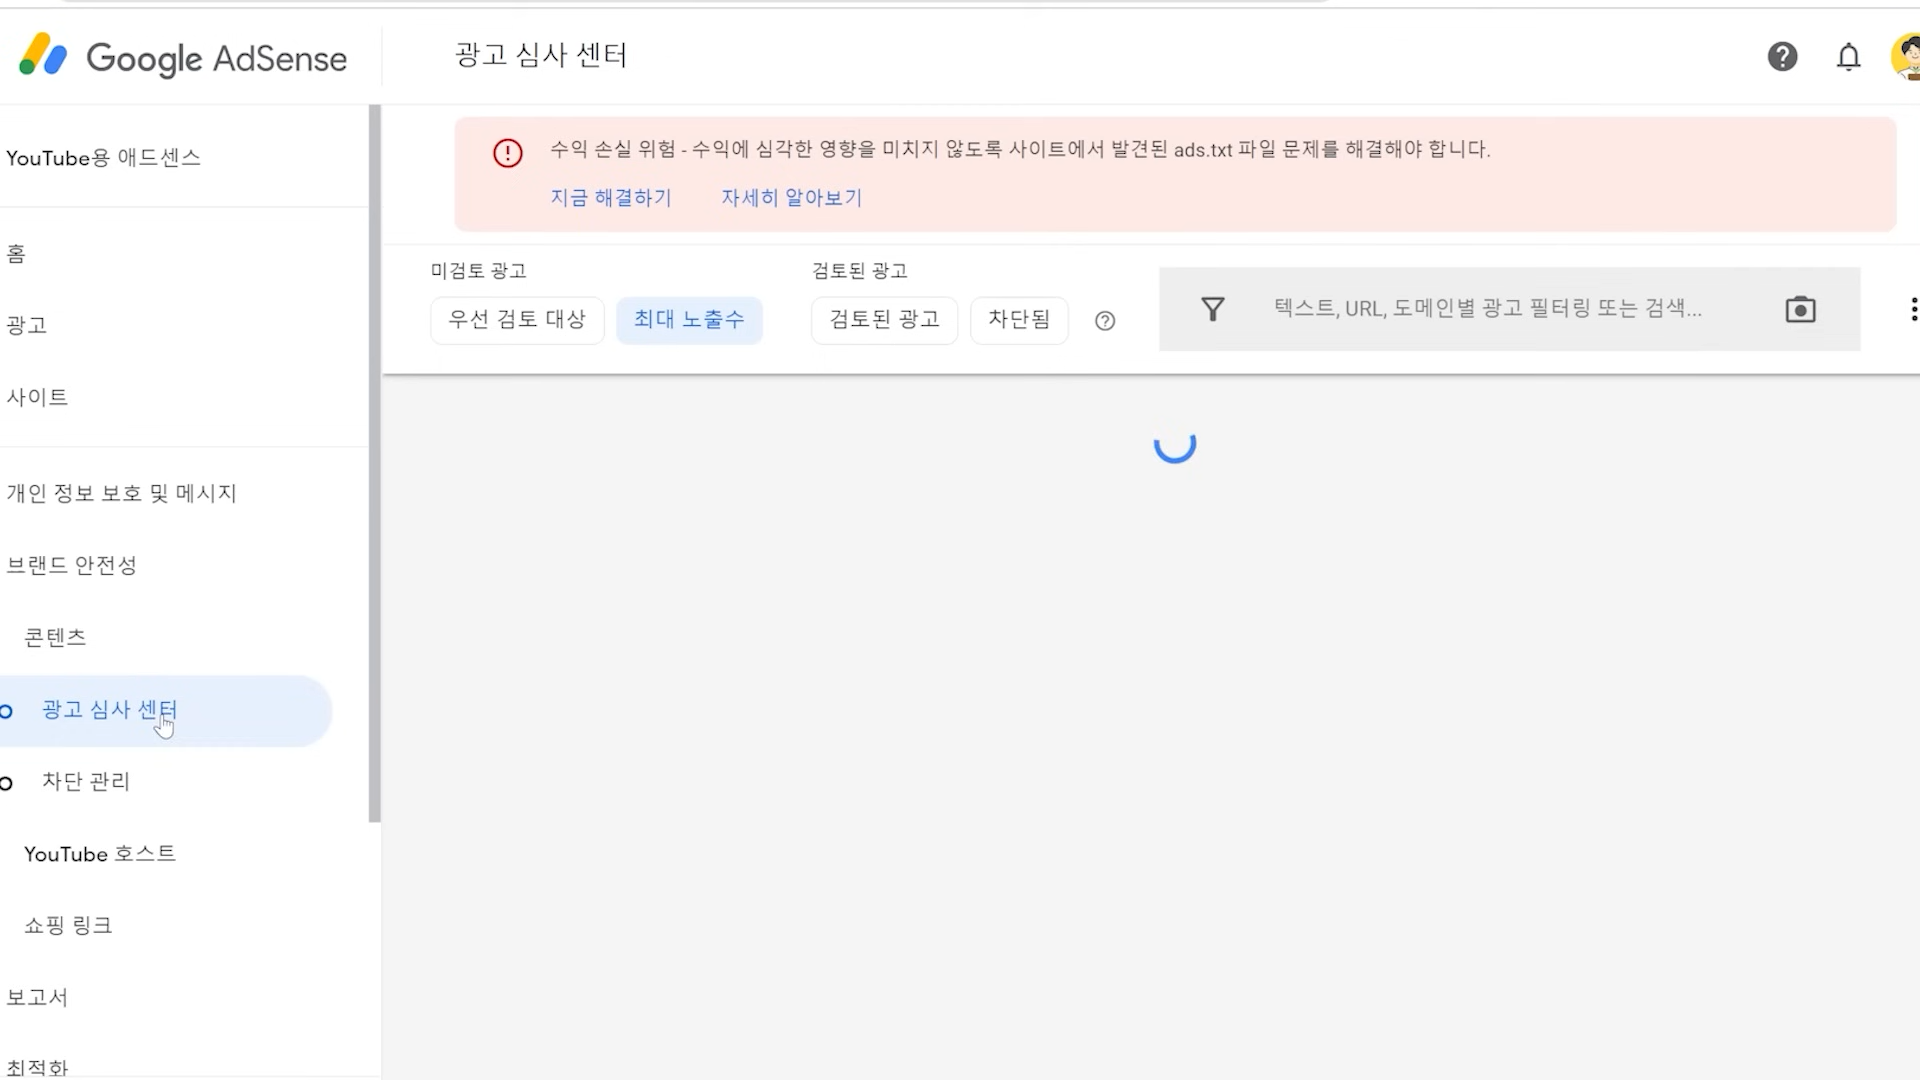 Google AdSense
광고 심사 센터
YouTube용 애드센스
홈
광고
사이트
개인 정보 보호 및 메시지
브랜드 안전성
콘텐츠
광고 심사 센터
차단 관리
YouTube 호스트
쇼핑 링크
보고서
최적화
수익 손실 위험 - 수익에 심각한 영향을 미치지 않도록 사이트에서 발견된 ads.txt 파일 문제를 해결해야 합니다.
지금 해결하기 자세히 알아보기
미검토 광고 검토된 광고
우선 검토 대상 최대 노출수 검토된 광고 차단됨
텍스트, URL, 도메인별 광고 필터링 또는 검색...